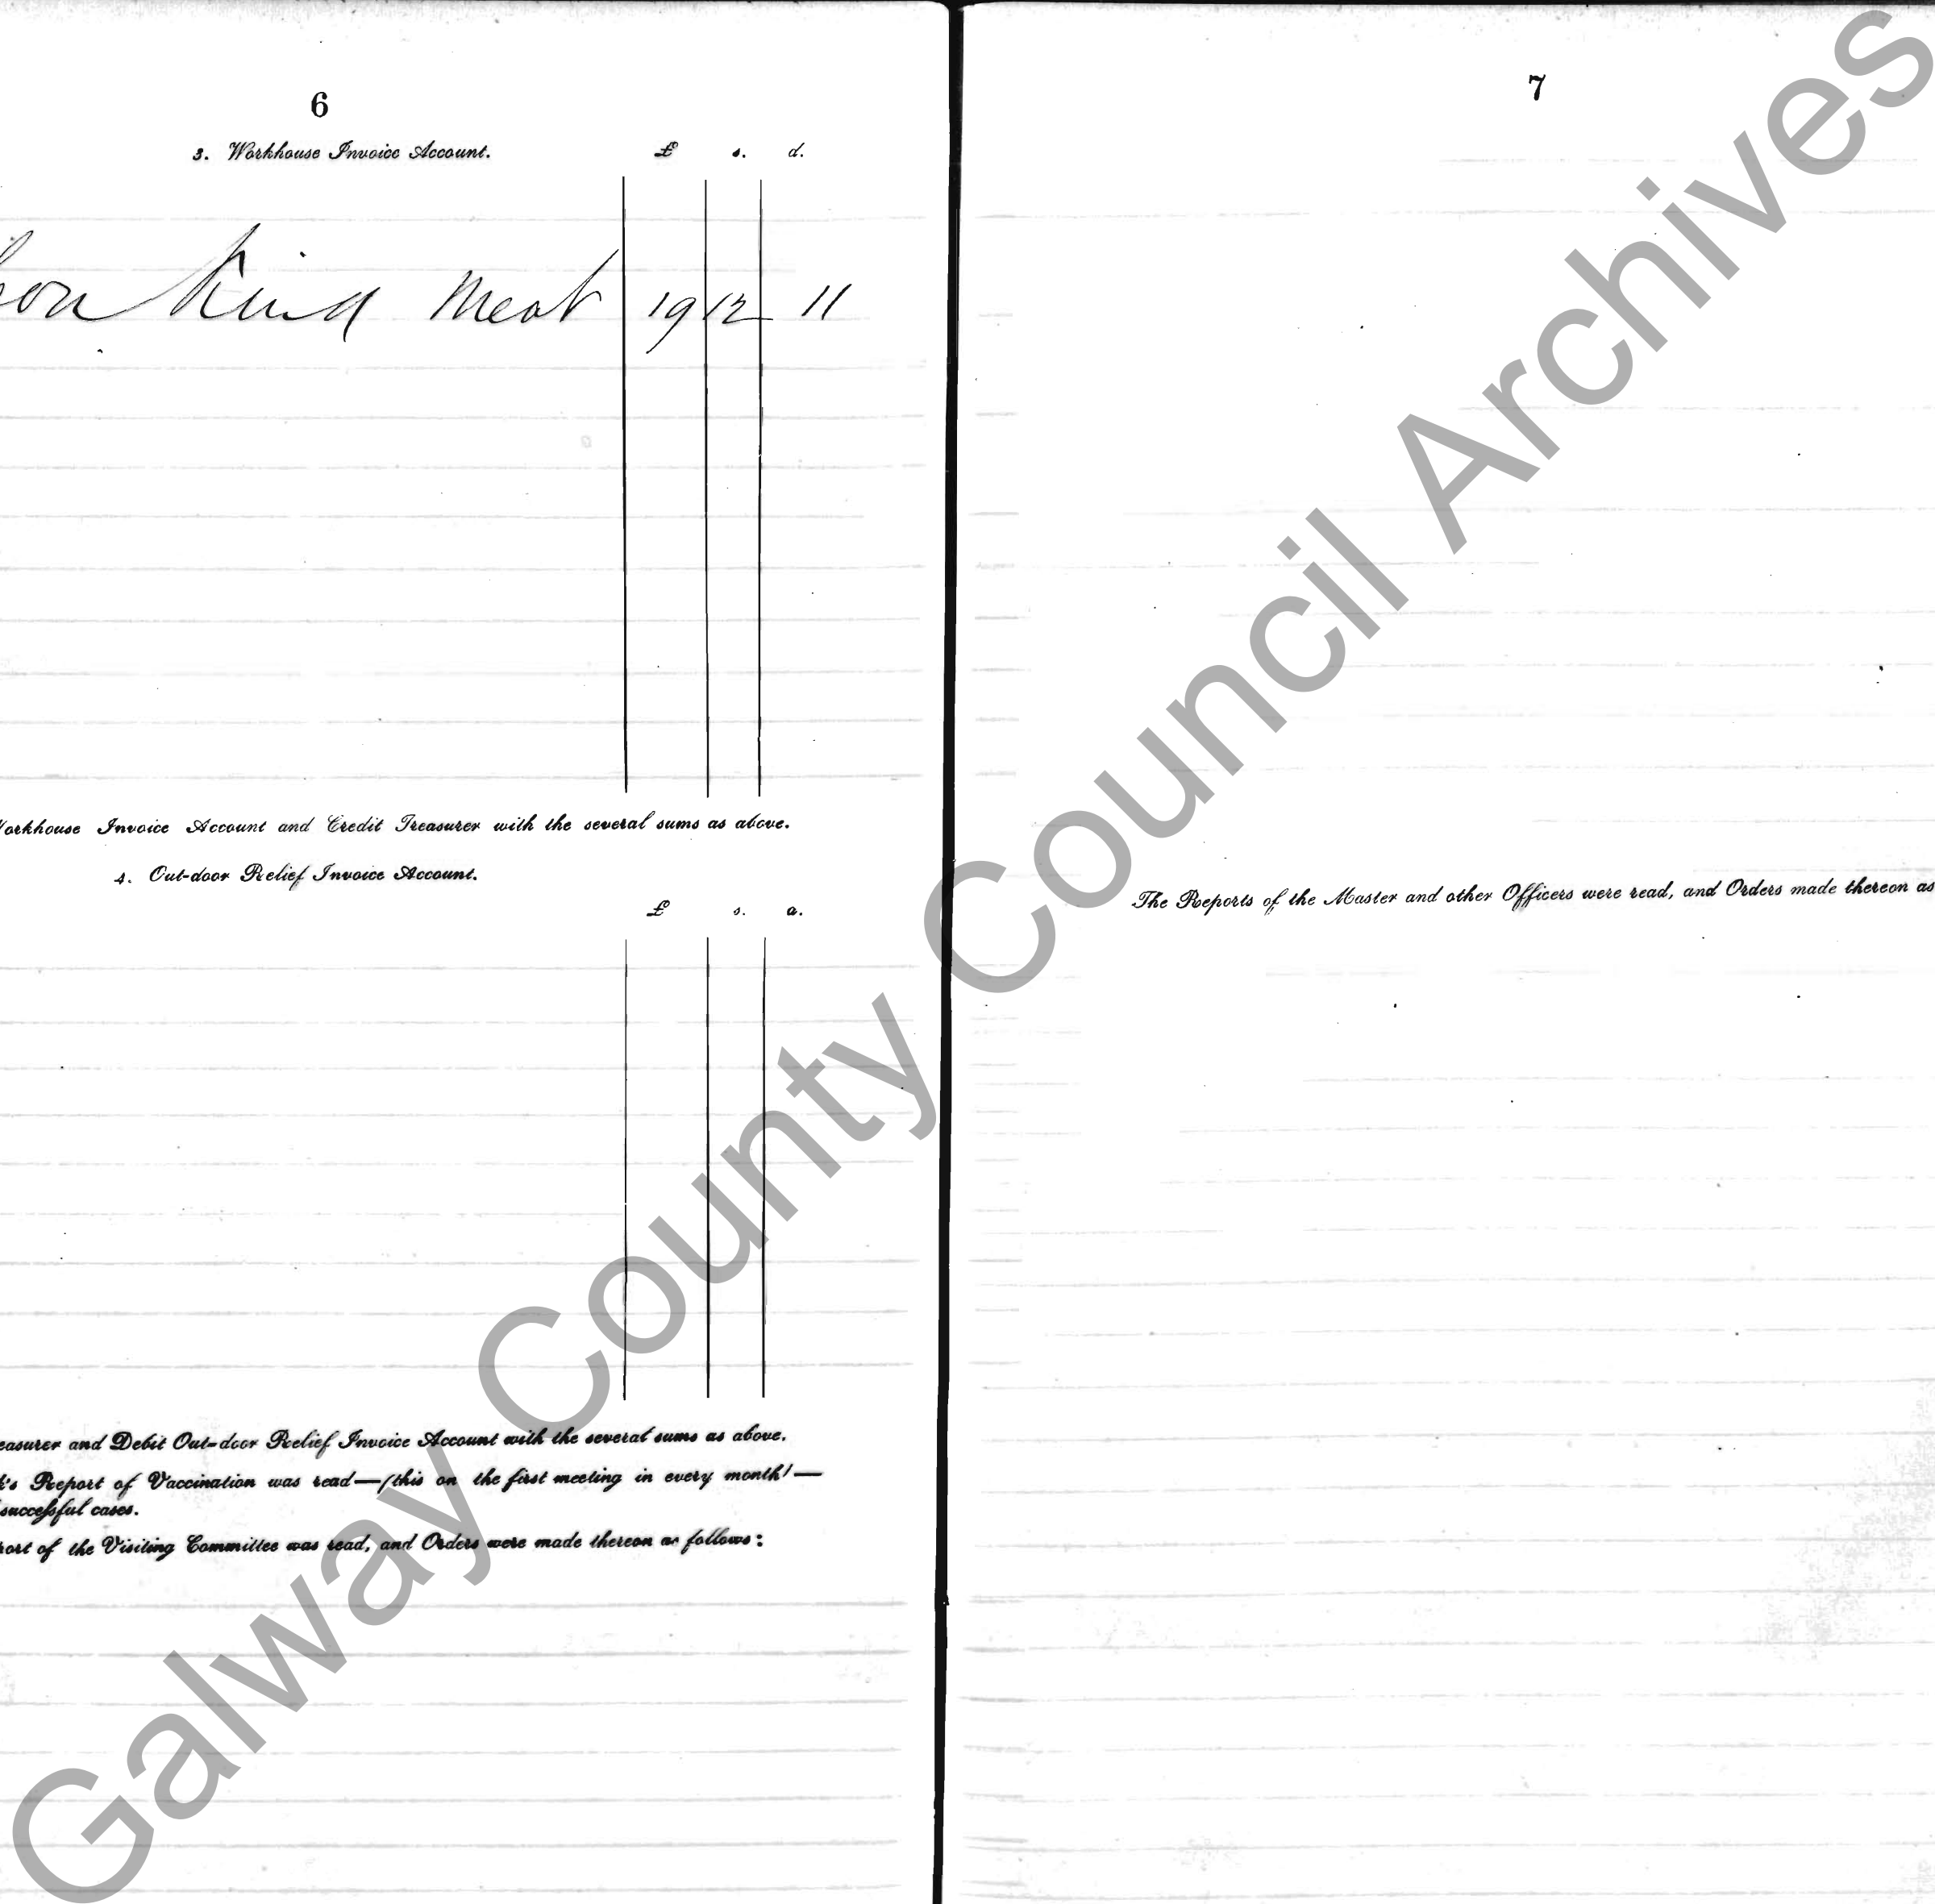 6
3. Workhouse Invoice Account.
£ s. d.
Meat 19 12 11
Workhouse Invoice Account and Credit Treasurer with the several sums as above.
4. Out-door Relief Invoice Account.
£ s. d.
easurer and Debit Out-door Relief Invoice Account with the several sums as above.
k's Report of Vaccination was read—(this on the first meeting in every month)—
successful cases.
port of the Visiting Committee was read, and Orders were made thereon as follows:
7
The Reports of the Master and other Officers were read, and Orders made thereon as
Galway County Council Archives